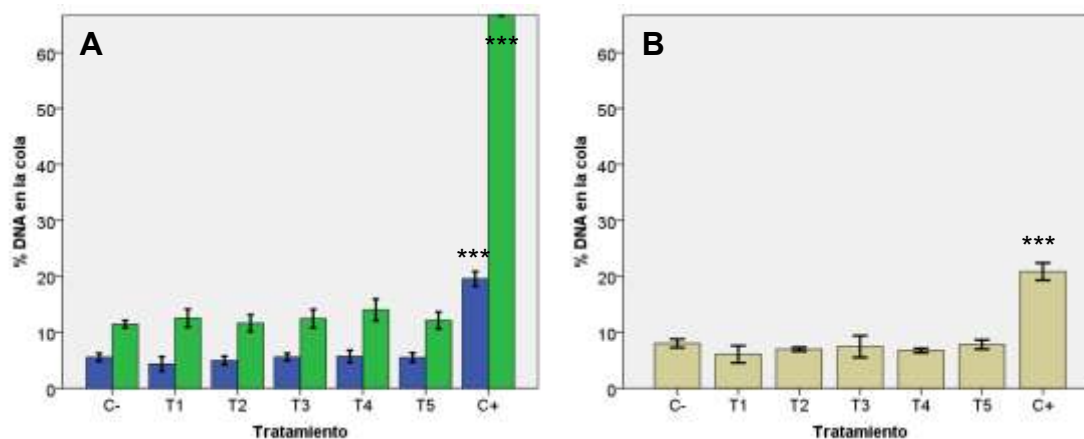 A
% DNA en la cola
60
50
40
30
20
10
0
***
***
C- T1 T2 T3 T4 T5 C+
Tratamiento
B
% DNA en la cola
60
50
40
30
20
10
0
***
C- T1 T2 T3 T4 T5 C+
Tratamiento